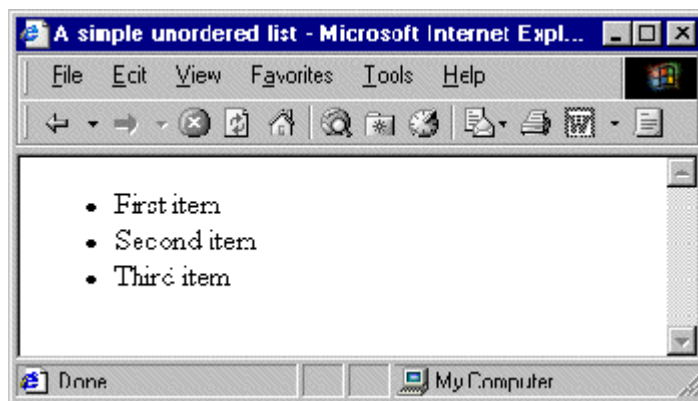 A simple unordered list - Microsoft Internet Expl...
File Edit View Favorites Tools Help
W
First item
Second item
Third item
Done My Computer